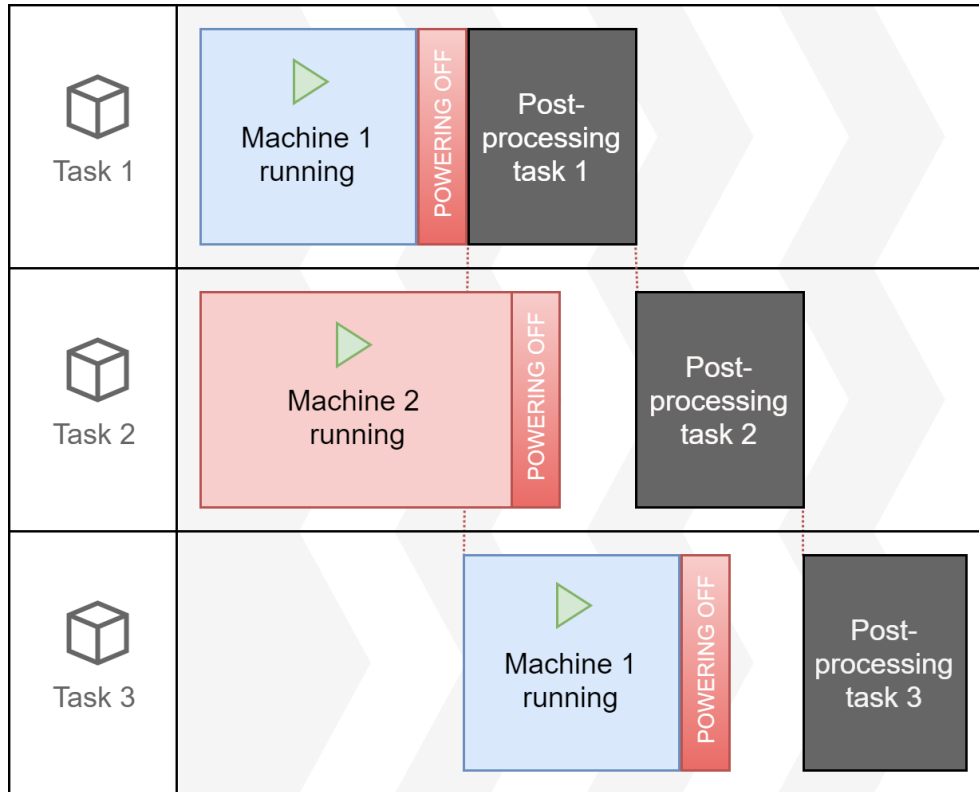 Task 1
Machine 1
running
POWERING OFF
Post-
processing
task 1
Task 2
Machine 2
running
POWERING OFF
Post-
processing
task 2
Task 3
Machine 1
running
POWERING OFF
Post-
processing
task 3